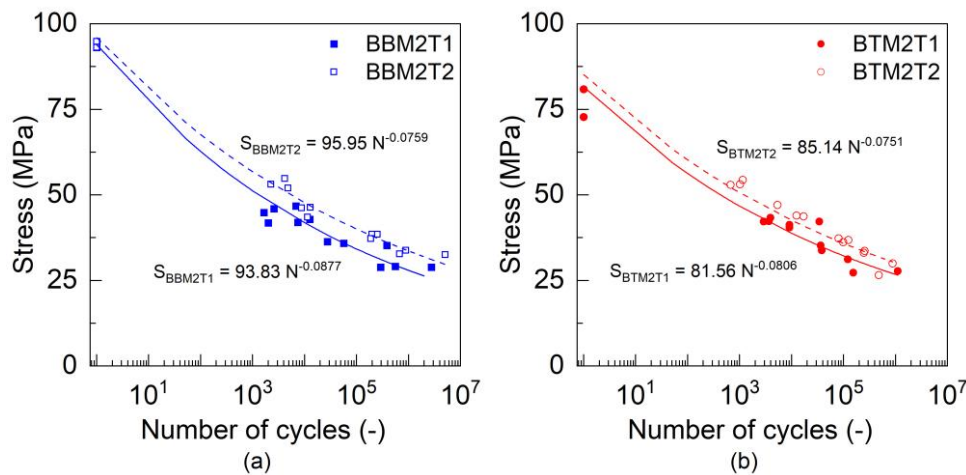 100
75
50
25
0
Stress (MPa)
BBM2T1
BBM2T2
S_BBM2T2 = 95.95 N^-0.0759
S_BBM2T1 = 93.83 N^-0.0877
10^1 10^3 10^5 10^7
Number of cycles (-)
(a)
100
75
50
25
0
Stress (MPa)
BTM2T1
BTM2T2
S_BTM2T2 = 85.14 N^-0.0751
S_BTM2T1 = 81.56 N^-0.0806
10^1 10^3 10^5 10^7
Number of cycles (-)
(b)